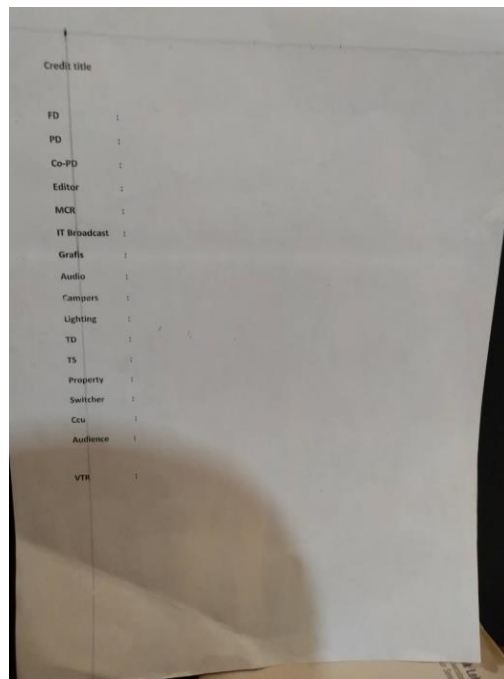 Credit title
FD :
PD :
Co-PD :
Editor :
MCR :
IT Broadcast :
Grafis :
Audio :
Campers :
Lighting :
TD :
TS :
Property :
Switcher :
Ccu :
Audience :
VTR :